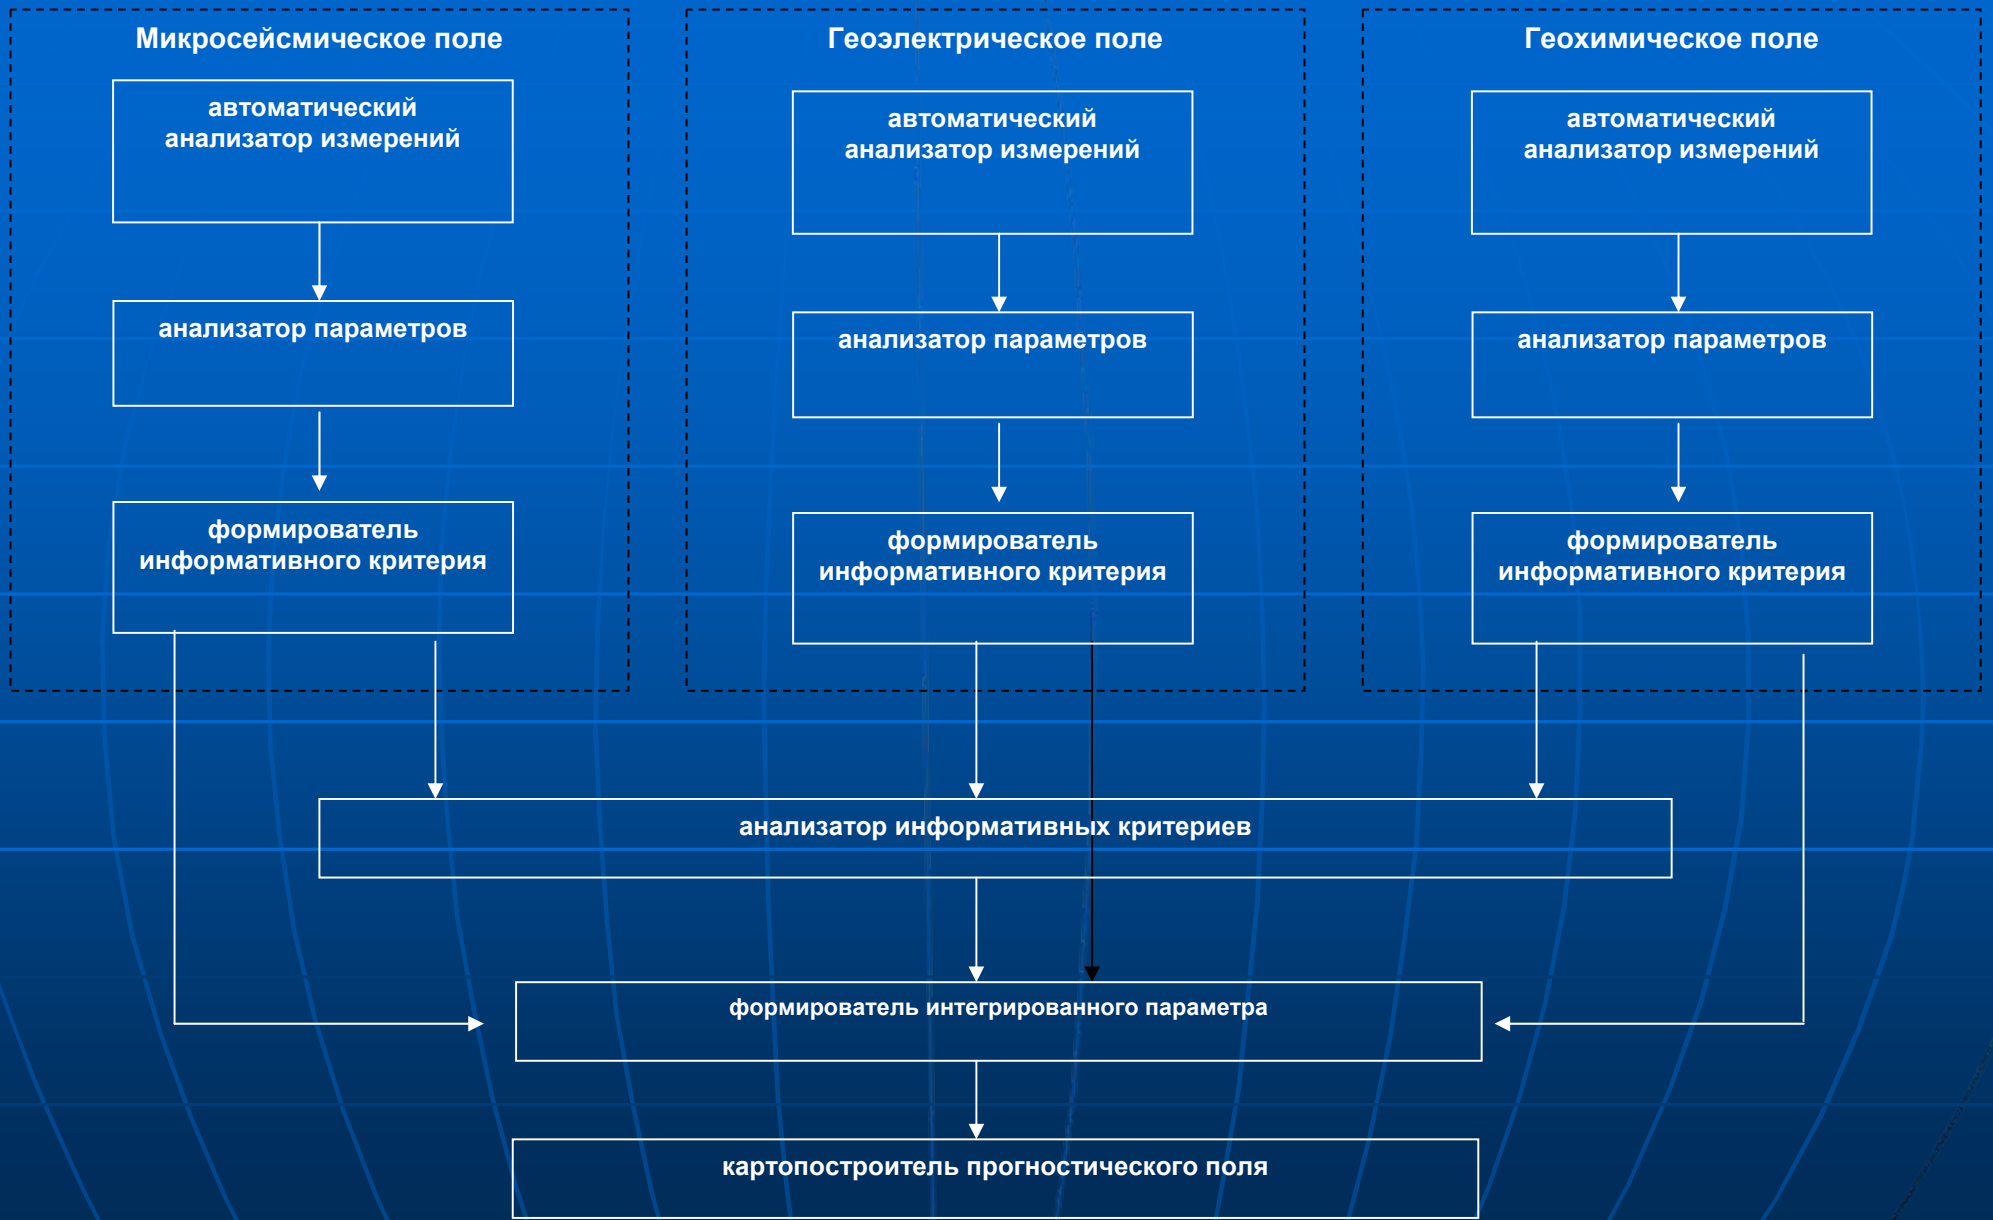 Микросейсмическое поле
автоматический
анализатор измерений
анализатор параметров
формирователь
информативного критерия
Геоэлектрическое поле
автоматический
анализатор измерений
анализатор параметров
формирователь
информативного критерия
Геохимическое поле
автоматический
анализатор измерений
анализатор параметров
формирователь
информативного критерия
анализатор информативных критериев
формирователь интегрированного параметра
картопостроитель прогностического поля